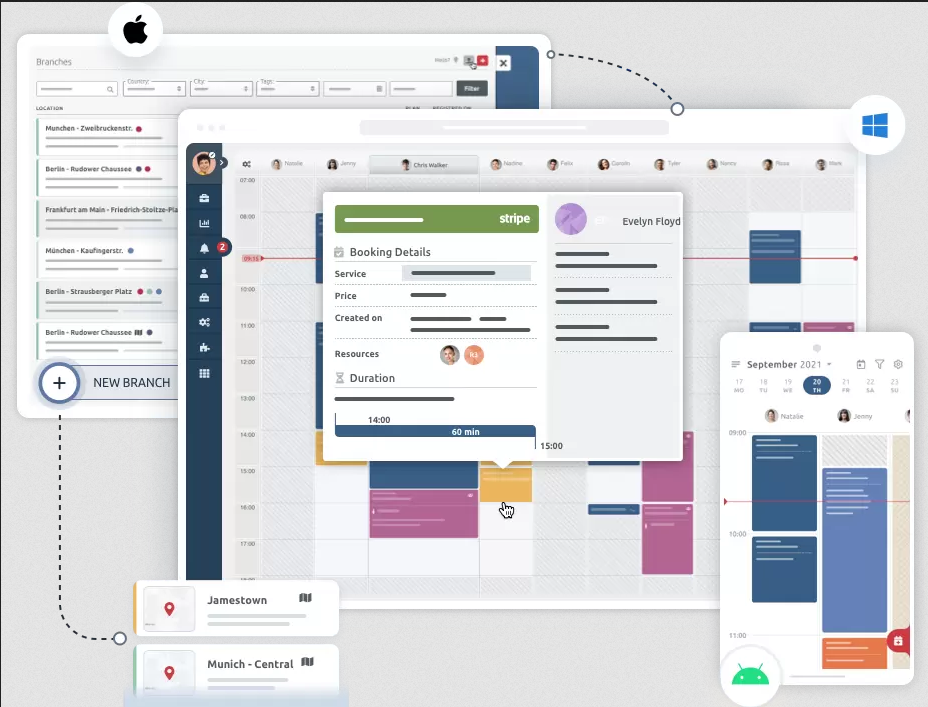 Branches
Country:
City:
Tags:
Filter
LOCATION
PLAN
REGISTERED ON
Munchen - Zweibruckenstr.
Berlin - Rudower Chaussee
Frankfurt am Main - Friedrich-Stoltze-Pla
München - Kaufingerstr.
Berlin - Strausberger Platz
Berlin - Rudower Chaussee
NEW BRANCH
2
Natalie
Jenny
Chris Walker
Nadine
Felix
Carolin
Tyler
Nancy
Mark
07:00
08:00
09:15
10:00
11:00
12:00
13:00
14:00
15:00
16:00
17:00
stripe
Evelyn Floyd
Booking Details
Service
Price
Created on
Resources
R3
Duration
14:00
60 min
15:00
September 2021
17 18 19 20 21 22 23
MO TU WE TH FR SA SU
Natalie
Jenny
09:00
10:00
11:00
Jamestown
Munich - Central